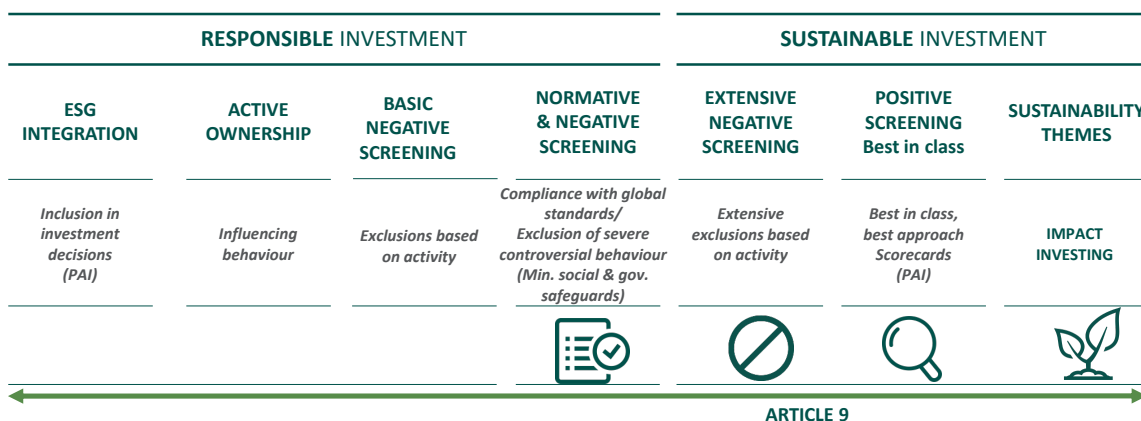 RESPONSIBLE INVESTMENT
SUSTAINABLE INVESTMENT
ESG
INTEGRATION
ACTIVE
OWNERSHIP
BASIC
NEGATIVE
SCREENING
NORMATIVE
& NEGATIVE
SCREENING
EXTENSIVE
NEGATIVE
SCREENING
POSITIVE
SCREENING
Best in class
SUSTAINABILITY
THEMES
Inclusion in
investment
decisions
(PAI)
Influencing
behaviour
Exclusions based
on activity
Compliance with global
standards/
Exclusion of severe
controversial behaviour
(Min. social & gov.
safeguards)
Extensive
exclusions based
on activity
Best in class,
best approach
Scorecards
(PAI)
IMPACT
INVESTING
ARTICLE 9